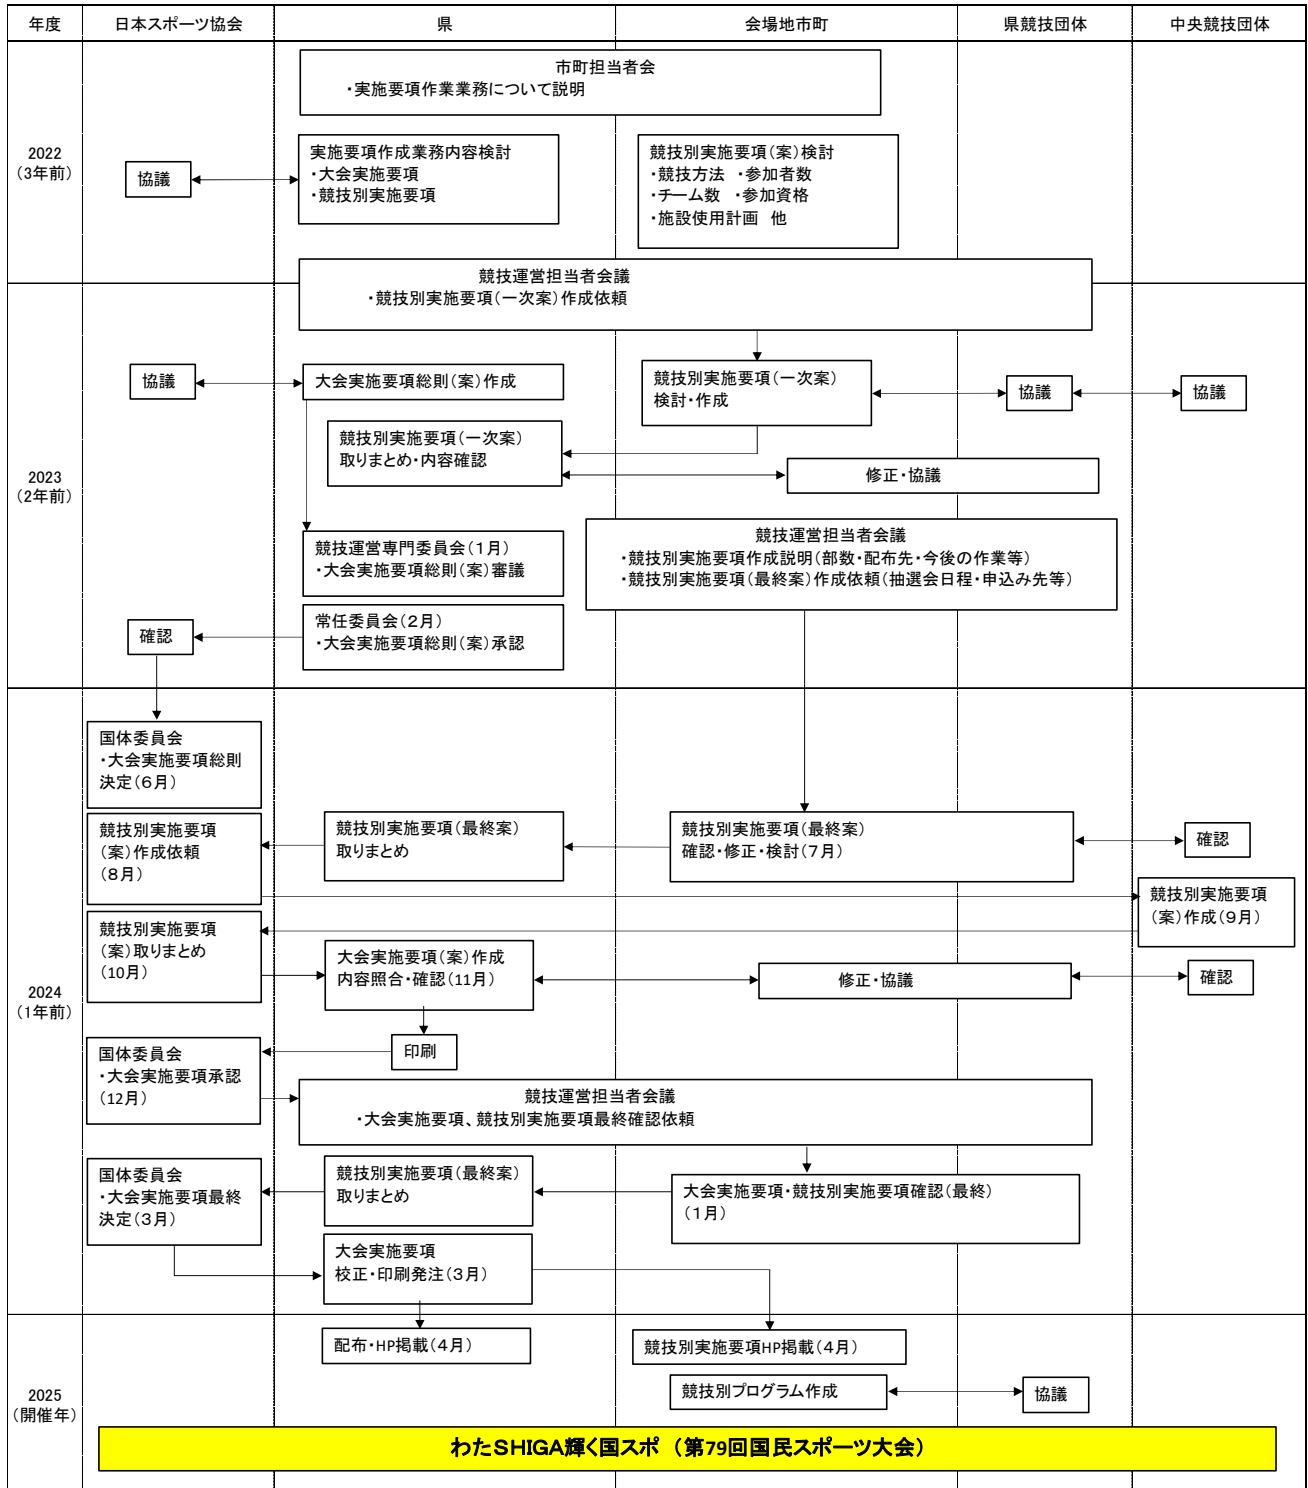 年度
日本スポーツ協会
県
会場地市町
県競技団体
中央競技団体
2022
(3年前)
市町担当者会
・実施要項作業業務について説明
協議
実施要項作成業務内容検討
・大会実施要項
・競技別実施要項
競技別実施要項(案)検討
・競技方法 ・参加者数
・チーム数 ・参加資格
・施設使用計画 他
競技運営担当者会議
・競技別実施要項(一次案)作成依頼
2023
(2年前)
協議
大会実施要項総則(案)作成
競技別実施要項(一次案)
検討・作成
協議
協議
競技別実施要項(一次案)
取りまとめ・内容確認
修正・協議
競技運営担当者会議
・競技別実施要項作成説明(部数・配布先・今後の作業等)
・競技別実施要項(最終案)作成依頼(抽選会日程・申込み先等)
競技運営専門委員会(1月)
・大会実施要項総則(案)審議
確認
常任委員会(2月)
・大会実施要項総則(案)承認
2024
(1年前)
国体委員会
・大会実施要項総則
決定(6月)
競技別実施要項
(案)作成依頼
(8月)
競技別実施要項(最終案)
取りまとめ
競技別実施要項(最終案)
確認・修正・検討(7月)
確認
競技別実施要項
(案)作成(9月)
競技別実施要項
(案)取りまとめ
(10月)
大会実施要項(案)作成
内容照合・確認(11月)
修正・協議
確認
印刷
国体委員会
・大会実施要項承認
(12月)
競技運営担当者会議
・大会実施要項、競技別実施要項最終確認依頼
国体委員会
・大会実施要項最終
決定(3月)
競技別実施要項(最終案)
取りまとめ
大会実施要項・競技別実施要項確認(最終)
(1月)
大会実施要項
校正・印刷発注(3月)
2025
(開催年)
配布・HP掲載(4月)
競技別実施要項HP掲載(4月)
競技別プログラム作成
協議
わたSHIGA輝く国スポ (第79回国民スポーツ大会)